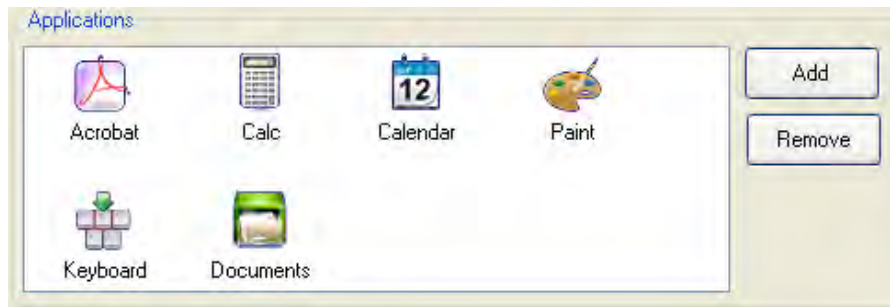 Applications
12
Acrobat Calc Calendar Paint
Add
Remove
Keyboard Documents